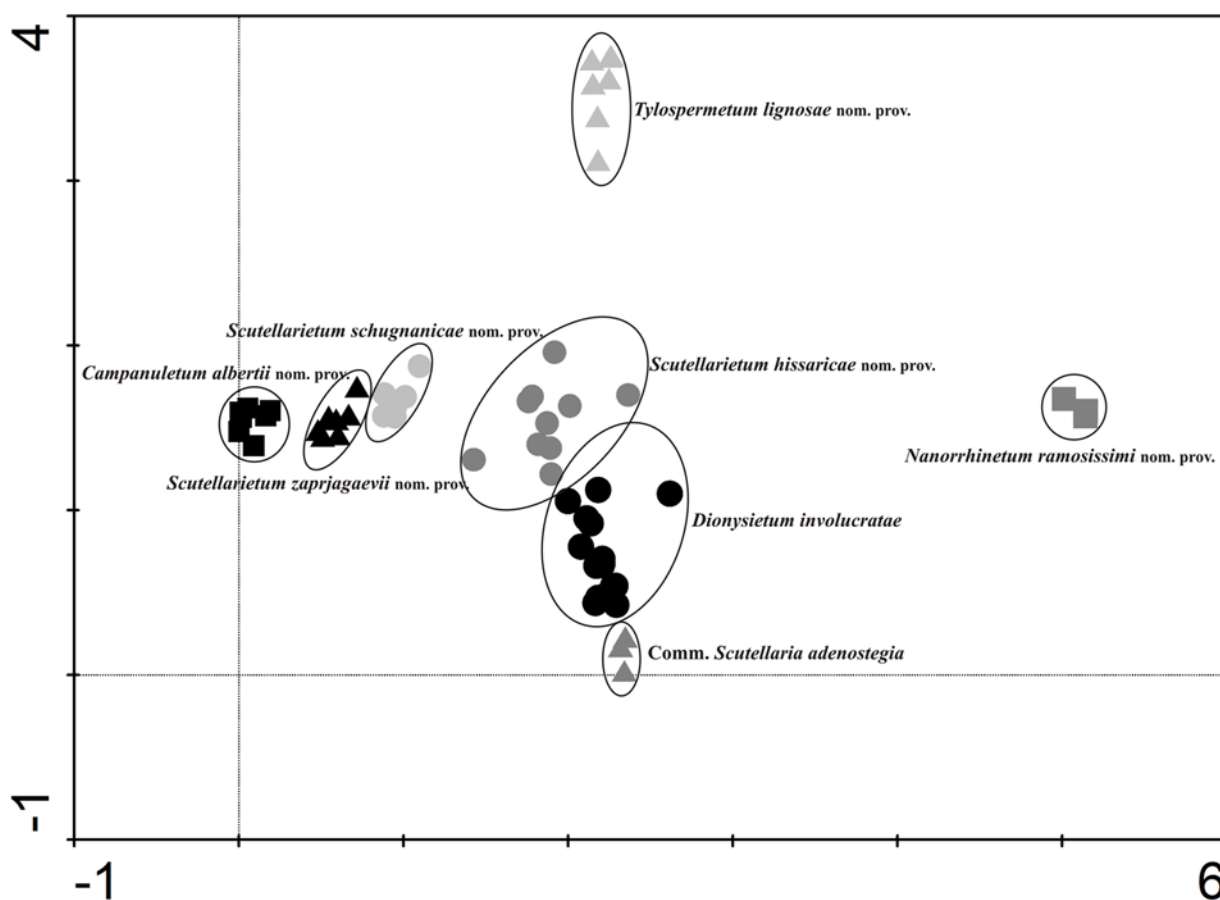 4
Tylospermetum lignosae nom. prov.
Scutellarietum schugnanicae nom. prov.
Scutellarietum hissaricae nom. prov.
Campanuletum albertii nom. prov.
Nanorrhinetum ramosissimi nom. prov.
Scutellarietum zaprjagaevii nom. prov.
Dionysietum involucratae
Comm. Scutellaria adenostegia
-1
-1
6